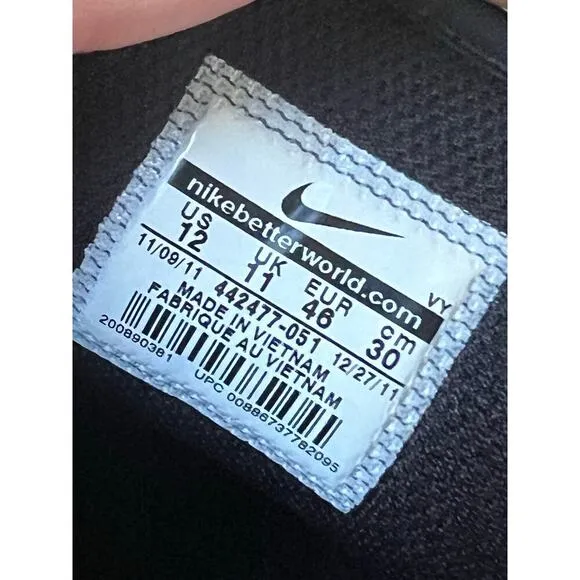 nikebetterworld.com
VY
US UK EUR cm
12 11 46 30
11/09/11 442477-051 12/27/11
MADE IN VIETNAM
FABRIQUE AU VIETNAM
200890381
UPC 00886737782095